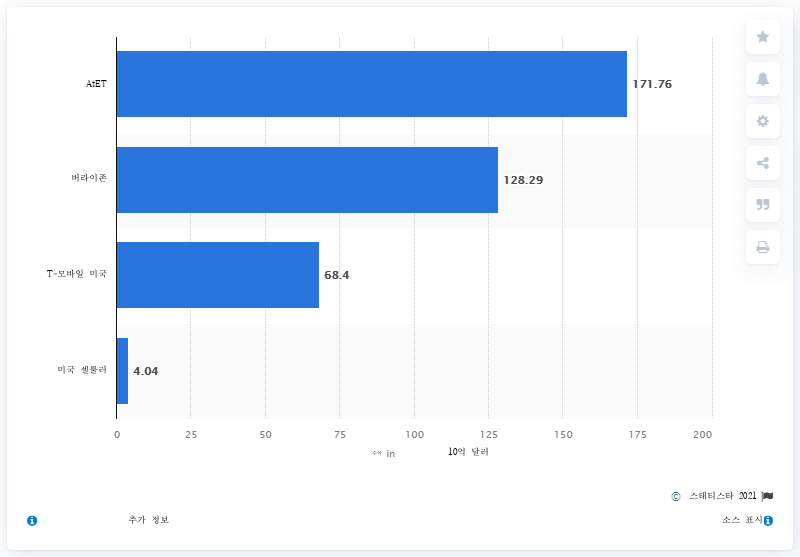 AtET
171.76
버라이존
128.29
T-모바일 미국
68.4
미국 셀룰러
4.04
0 25 50 75 100 125 150 175 200
in 10억 달러
© 스태티스타 2021
추가 정보
소스 표시